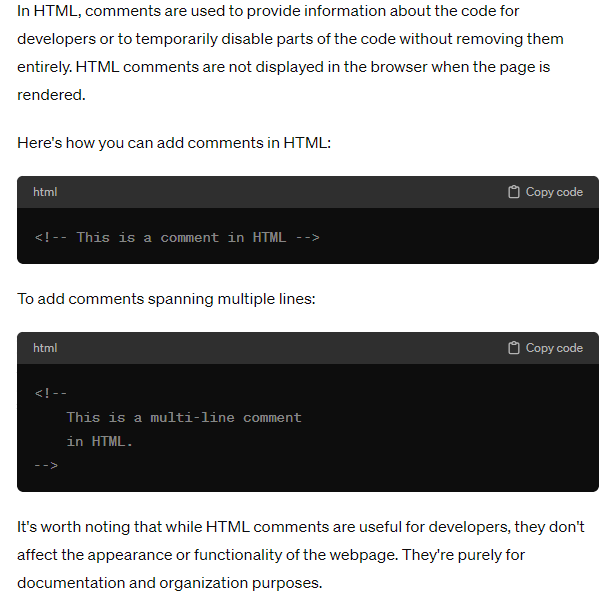 In HTML, comments are used to provide information about the code for
developers or to temporarily disable parts of the code without removing them
entirely. HTML comments are not displayed in the browser when the page is
rendered.
Here's how you can add comments in HTML:
html Copy code
<!-- This is a comment in HTML -->
To add comments spanning multiple lines:
html Copy code
<!--
This is a multi-line comment
in HTML.
-->
It's worth noting that while HTML comments are useful for developers, they don't
affect the appearance or functionality of the webpage. They're purely for
documentation and organization purposes.